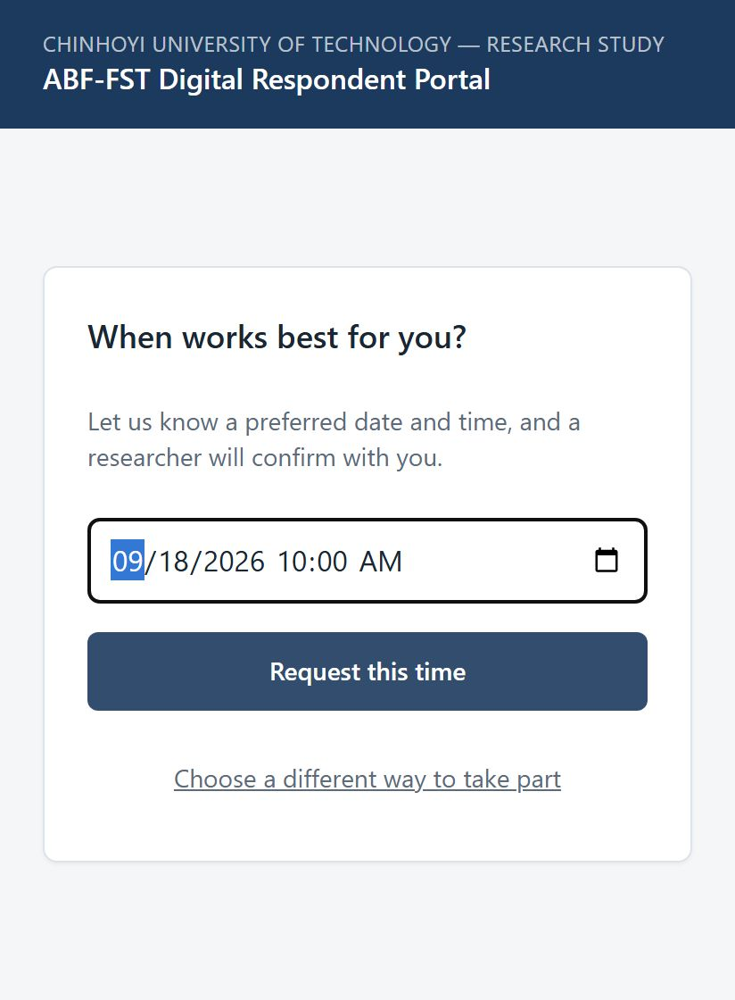 CHINHOYI UNIVERSITY OF TECHNOLOGY — RESEARCH STUDY
ABF-FST Digital Respondent Portal
When works best for you?
Let us know a preferred date and time, and a
researcher will confirm with you.
09/18/2026 10:00 AM
Request this time
Choose a different way to take part